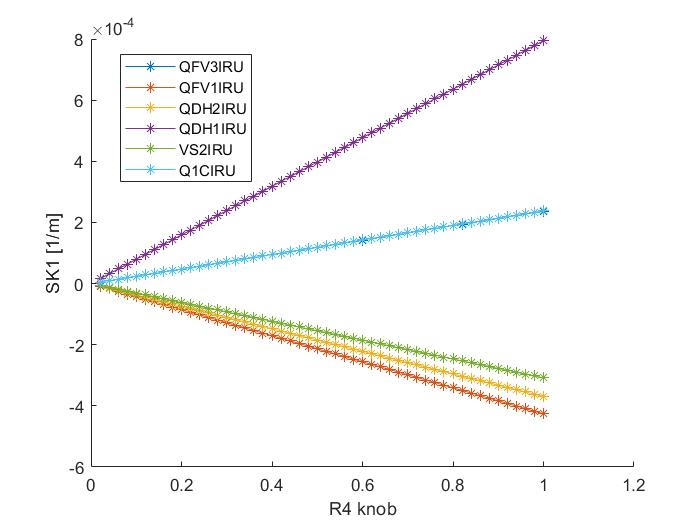 ×10⁻⁴
8
6
4
2
0
-2
-4
-6
SK1 [1/m]
QFV3IRU
QFV1IRU
QDH2IRU
QDH1IRU
VS2IRU
Q1CIRU
0 0.2 0.4 0.6 0.8 1 1.2
R4 knob